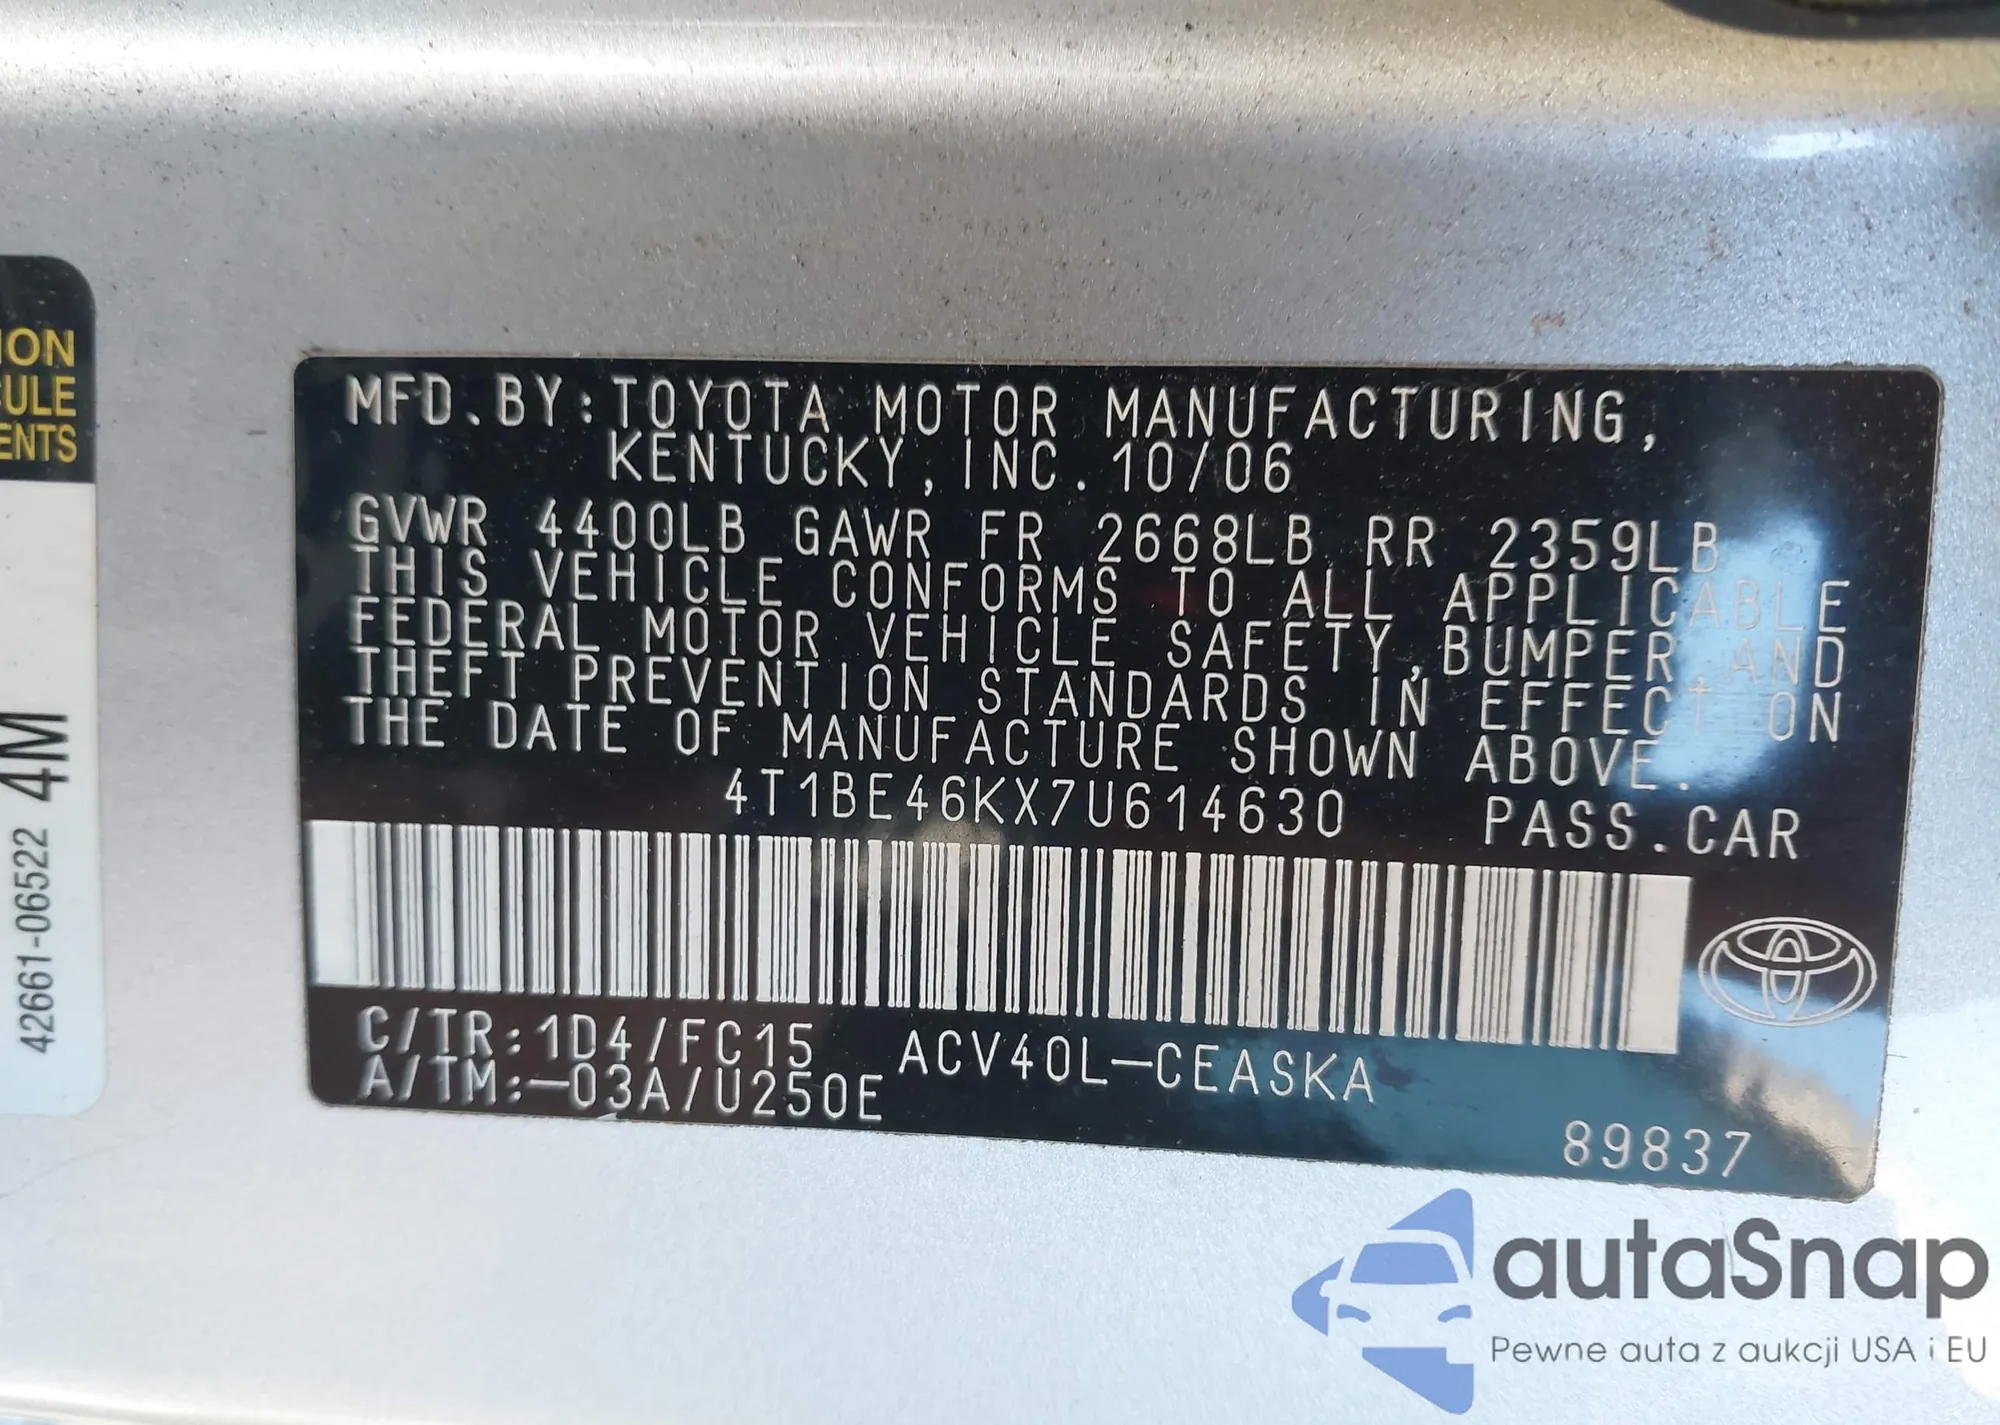 ION
CULE
ENTS
4M
42661-06522
MFD.BY:TOYOTA MOTOR MANUFACTURING,
KENTUCKY, INC. 10/06
GVWR 4400LB GAWR FR 2668LB RR 2359LB
THIS VEHICLE CONFORMS TO ALL APPLICABLE
FEDERAL MOTOR VEHICLE SAFETY,BUMPER,AND
THEFT PREVENTION STANDARDS IN EFFECT ON
THE DATE OF MANUFACTURE SHOWN ABOVE.
4T1BE46KX7U614630 PASS.CAR
C/TR:1D4/FC15 ACV40L-CEASKA
A/TM:-03A/U250E
89837
autaSnap
Pewne auta z aukcji USA i EU